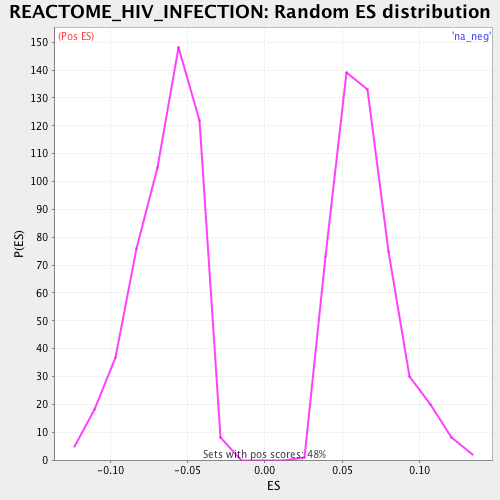 REACTOME_HIV_INFECTION: Random ES distribution
(Pos ES)
'na_neg'
150
140
130
120
110
100
90
80
70
60
50
40
30
20
10
0
P(ES)
Sets with pos scores: 48%
-0.10 -0.05 0.00 0.05 0.10
ES